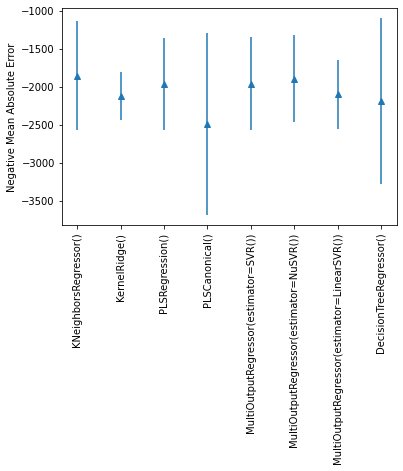 Negative Mean Absolute Error
−1000
−1500
−2000
−2500
−3000
−3500
KNeighborsRegressor()
KernelRidge()
PLSRegression()
PLSCanonical()
MultiOutputRegressor(estimator=SVR())
MultiOutputRegressor(estimator=NuSVR())
MultiOutputRegressor(estimator=LinearSVR())
DecisionTreeRegressor()